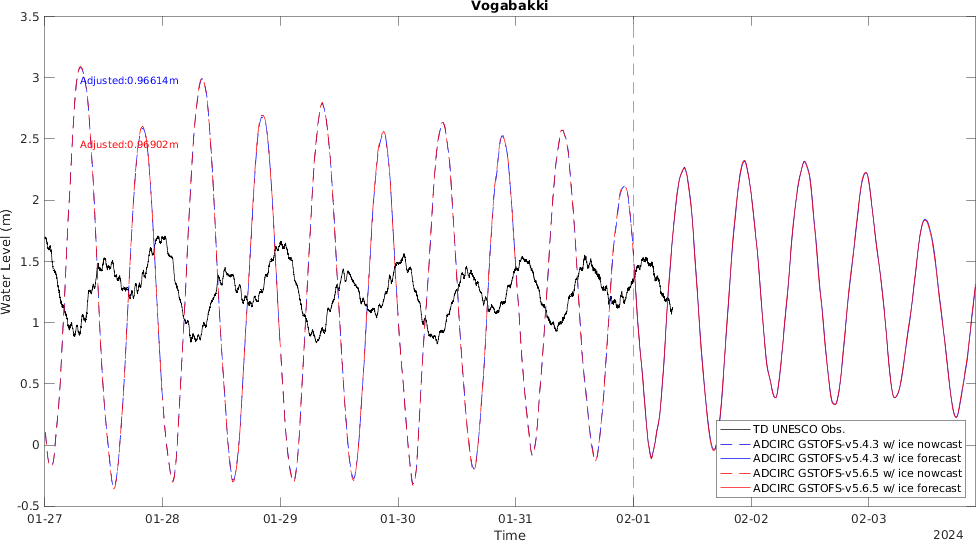 Vogabakki
3.5
3
2.5
2
1.5
1
0.5
0
-0.5
Water Level (m)
Adjusted:0.96614m
Adjusted:0.96902m
TD UNESCO Obs.
ADCIRC GSTOFS-v5.4.3 w/ ice nowcast
ADCIRC GSTOFS-v5.4.3 w/ ice forecast
ADCIRC GSTOFS-v5.6.5 w/ ice nowcast
ADCIRC GSTOFS-v5.6.5 w/ ice forecast
01-27 01-28 01-29 01-30 01-31 02-01 02-02 02-03
Time
2024